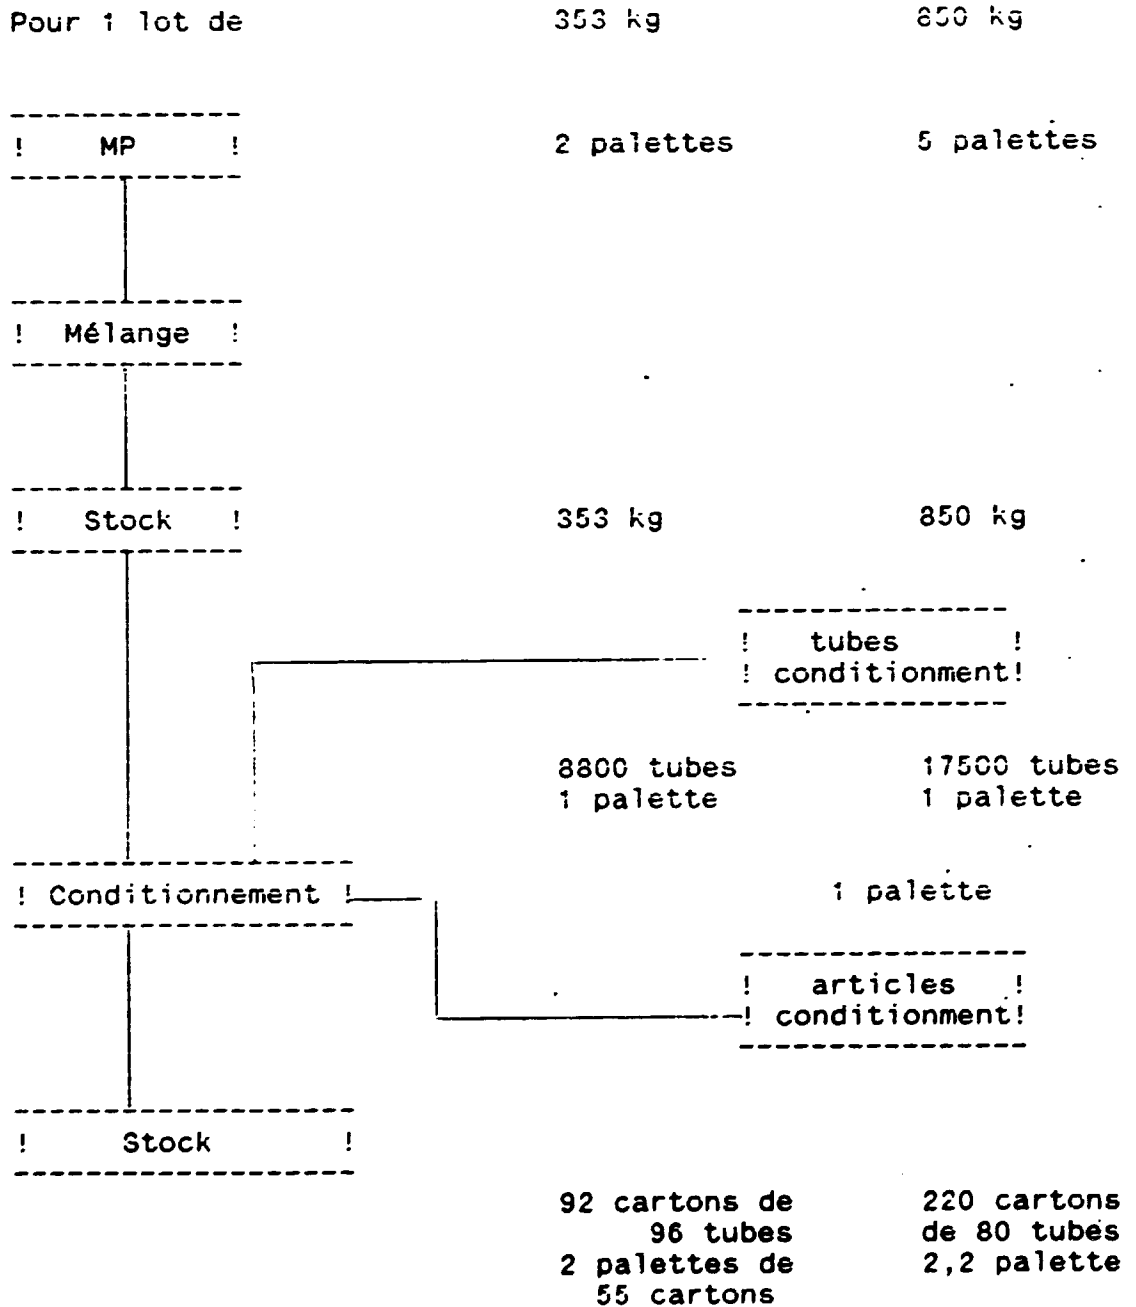 Pour 1 lot de 353 kg 850 kg
! MP ! 2 palettes 5 palettes
! Mélange !
! Stock ! 353 kg 850 kg
! tubes !
! conditionment!
8800 tubes 17500 tubes
1 palette 1 palette
! Conditionnement ! 1 palette
! articles !
! conditionment!
! Stock !
92 cartons de 220 cartons
96 tubes de 80 tubes
2 palettes de 2,2 palette
55 cartons